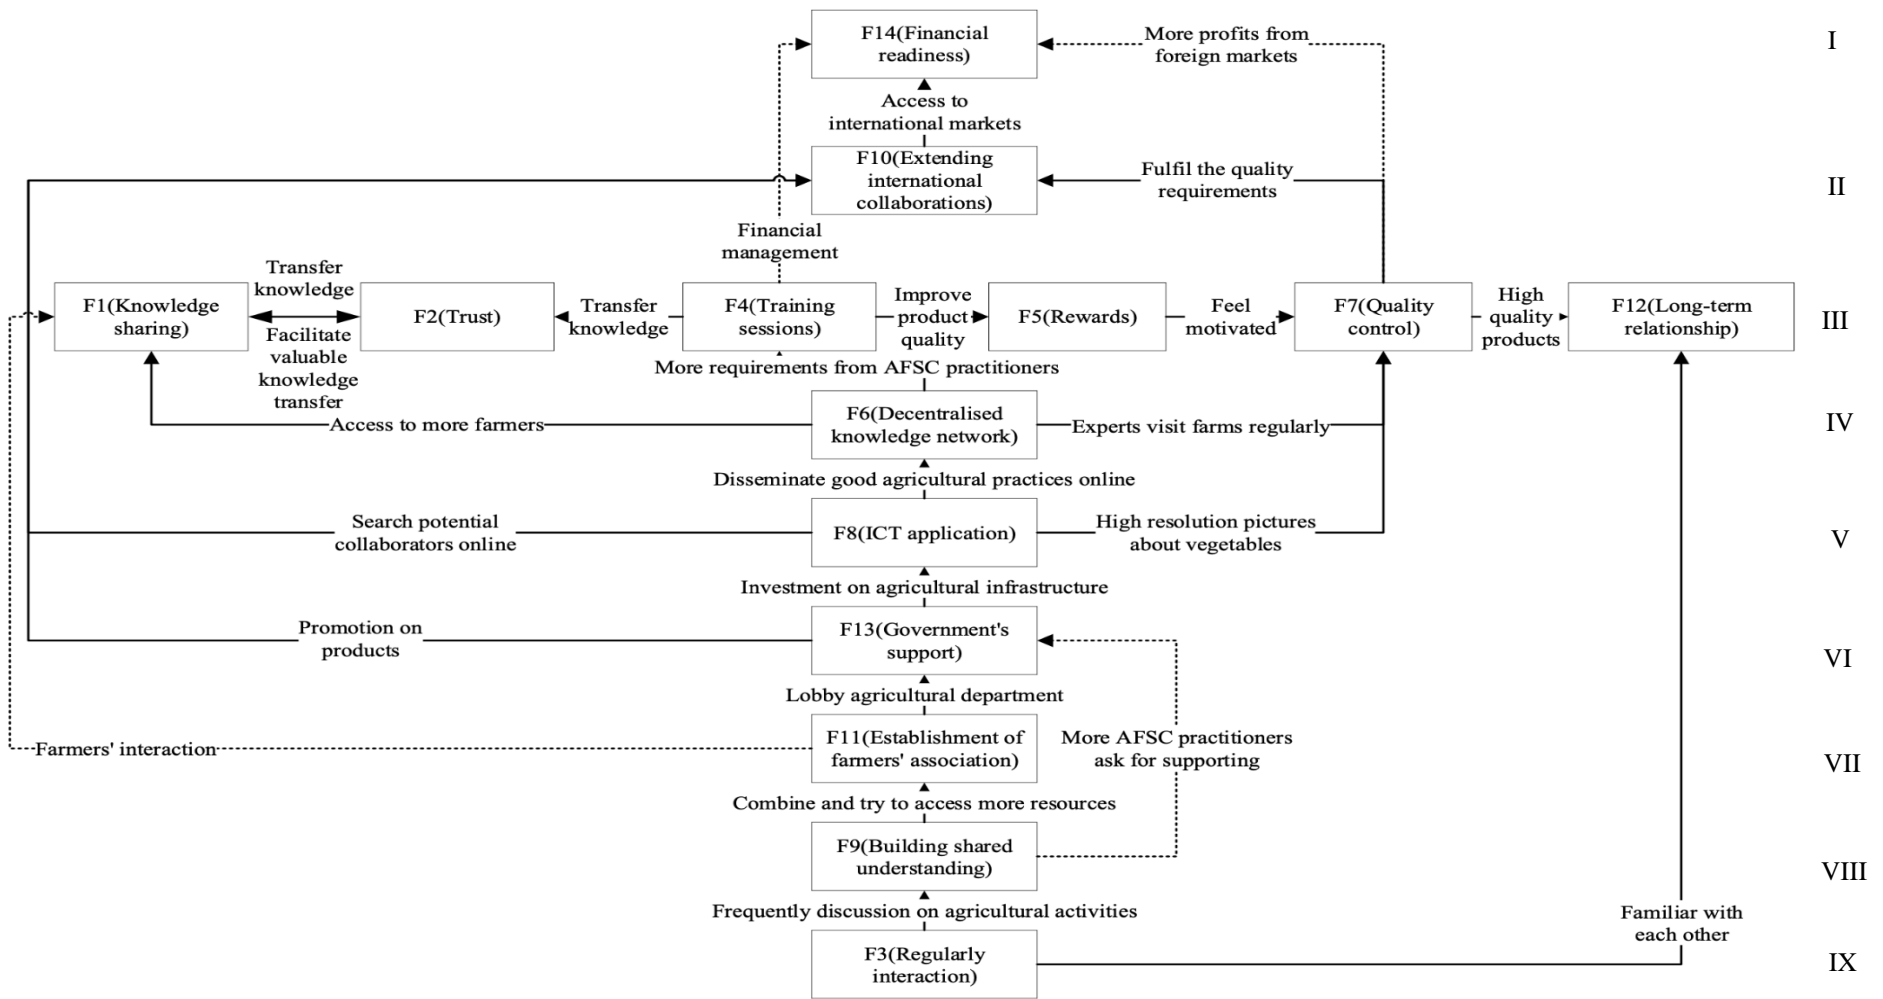 F14(Financial
readiness)
More profits from
foreign markets
I
Access to
international markets
F10(Extending
international
collaborations)
Fulfil the quality
requirements
II
Financial
management
F1(Knowledge
sharing)
Transfer
knowledge
Facilitate
valuable
knowledge
transfer
F2(Trust)
Transfer
knowledge
F4(Training
sessions)
Improve
product
quality
F5(Rewards)
Feel
motivated
F7(Quality
control)
High
quality
products
F12(Long-term
relationship)
III
More requirements from AFSC practitioners
Access to more farmers
F6(Decentralised
knowledge network)
Experts visit farms regularly
IV
Disseminate good agricultural practices online
Search potential
collaborators online
F8(ICT application)
High resolution pictures
about vegetables
V
Investment on agricultural infrastructure
Promotion on
products
F13(Government's
support)
VI
Lobby agricultural department
Farmers' interaction
F11(Establishment of
farmers' association)
More AFSC practitioners
ask for supporting
VII
Combine and try to access more resources
F9(Building shared
understanding)
VIII
Frequently discussion on agricultural activities
Familiar with
each other
F3(Regularly
interaction)
IX